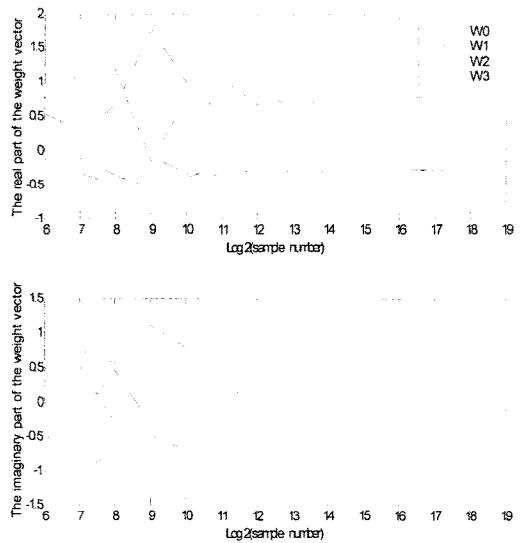 The real part of the weight vector
2
1.5
1
0.5
0
-0.5
-1
W0
W1
W2
W3
6 7 8 9 10 11 12 13 14 15 16 17 18 19
Log2(sample number)
The imaginary part of the weight vector
1.5
1
0.5
0
-0.5
-1
-1.5
6 7 8 9 10 11 12 13 14 15 16 17 18 19
Log2(sample number)